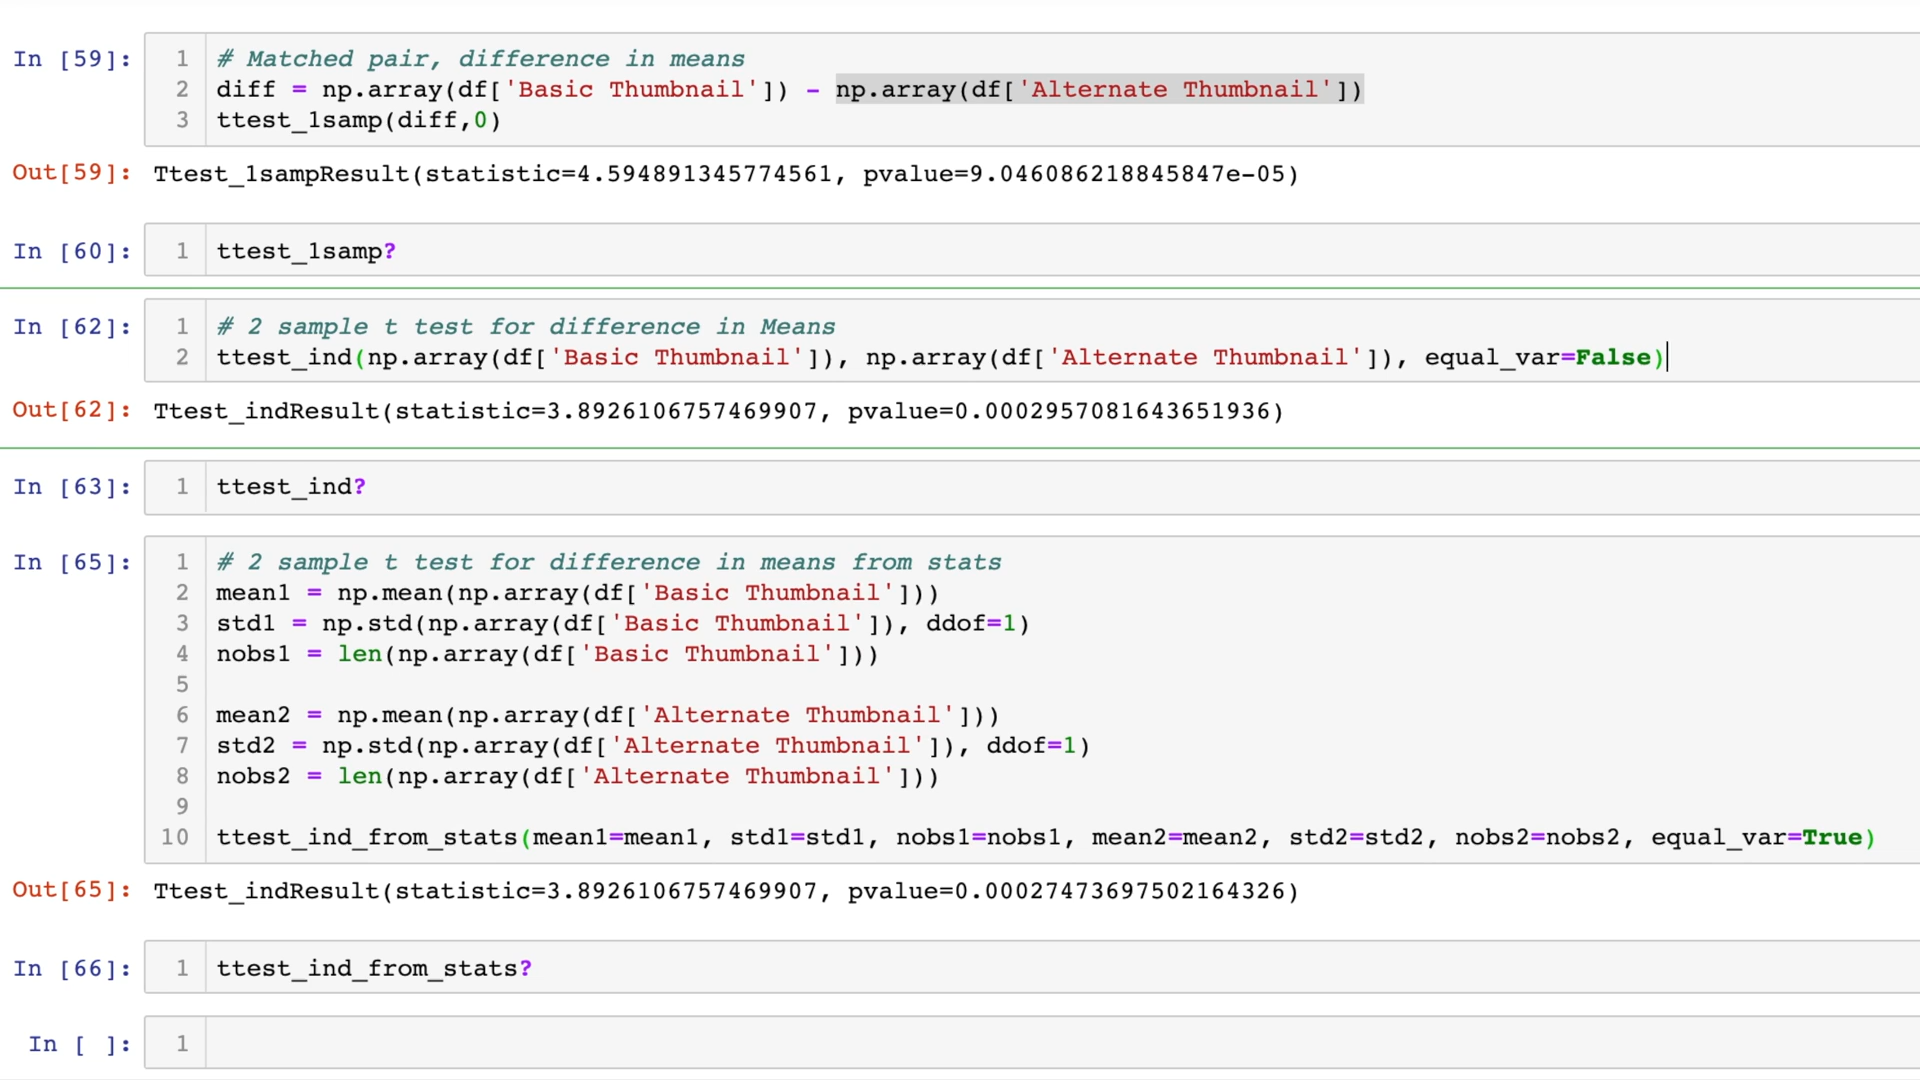 In [59]:
1 # Matched pair, difference in means
2 diff = np.array(df['Basic Thumbnail']) - np.array(df['Alternate Thumbnail'])
3 ttest_1samp(diff,0)
Out[59]: Ttest_1sampResult(statistic=4.594891345774561, pvalue=9.046086218845847e-05)
In [60]:
1 ttest_1samp?
In [62]:
1 # 2 sample t test for difference in Means
2 ttest_ind(np.array(df['Basic Thumbnail']), np.array(df['Alternate Thumbnail']), equal_var=False)
Out[62]: Ttest_indResult(statistic=3.8926106757469907, pvalue=0.0002957081643651936)
In [63]:
1 ttest_ind?
In [65]:
1 # 2 sample t test for difference in means from stats
2 mean1 = np.mean(np.array(df['Basic Thumbnail']))
3 std1 = np.std(np.array(df['Basic Thumbnail']), ddof=1)
4 nobs1 = len(np.array(df['Basic Thumbnail']))
5
6 mean2 = np.mean(np.array(df['Alternate Thumbnail']))
7 std2 = np.std(np.array(df['Alternate Thumbnail']), ddof=1)
8 nobs2 = len(np.array(df['Alternate Thumbnail']))
9
10 ttest_ind_from_stats(mean1=mean1, std1=std1, nobs1=nobs1, mean2=mean2, std2=std2, nobs2=nobs2, equal_var=True)
Out[65]: Ttest_indResult(statistic=3.8926106757469907, pvalue=0.00027473697502164326)
In [66]:
1 ttest_ind_from_stats?
In [ ]:
1